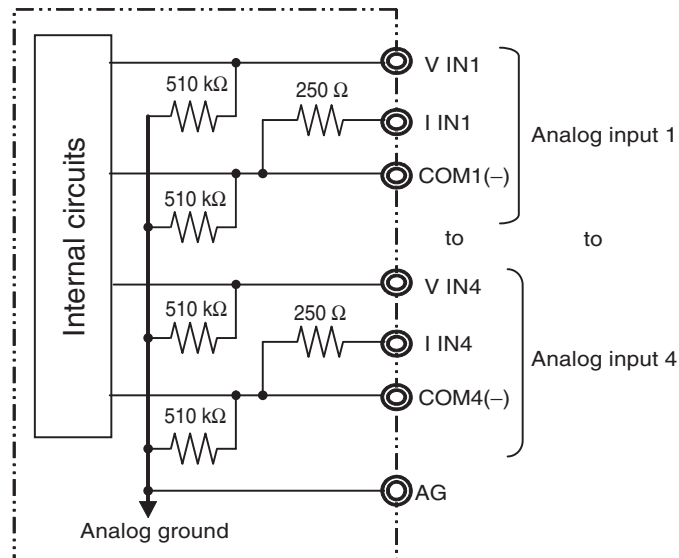 Internal circuits
510 kΩ
250 Ω
V IN1
I IN1
COM1(−)
Analog input 1
510 kΩ
to
to
510 kΩ
250 Ω
V IN4
I IN4
COM4(−)
Analog input 4
510 kΩ
AG
Analog ground